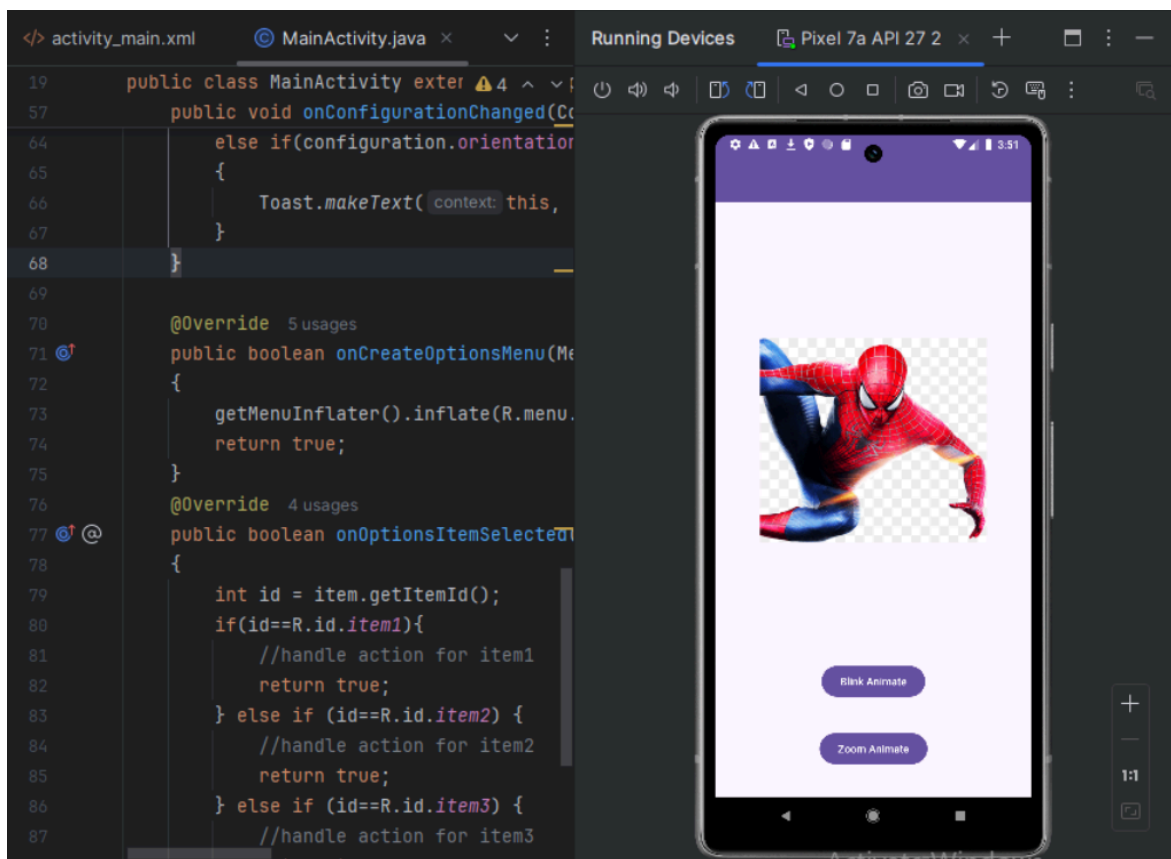 </> activity_main.xml
MainActivity.java
19 public class MainActivity exter 4
57 public void onConfigurationChanged(Co
64 else if(configuration.orientation
65 {
66 Toast.makeText( context: this,
67 }
68 }
69
70 @Override 5 usages
71 public boolean onCreateOptionsMenu(Me
72 {
73 getMenuInflater().inflate(R.menu.
74 return true;
75 }
76 @Override 4 usages
77 @ public boolean onOptionsItemSelected
78 {
79 int id = item.getItemId();
80 if(id==R.id.item1){
81 //handle action for item1
82 return true;
83 } else if (id==R.id.item2) {
84 //handle action for item2
85 return true;
86 } else if (id==R.id.item3) {
87 //handle action for item3
Running Devices
Pixel 7a API 27 2
3:51
Blink Animate
Zoom Animate
1:1